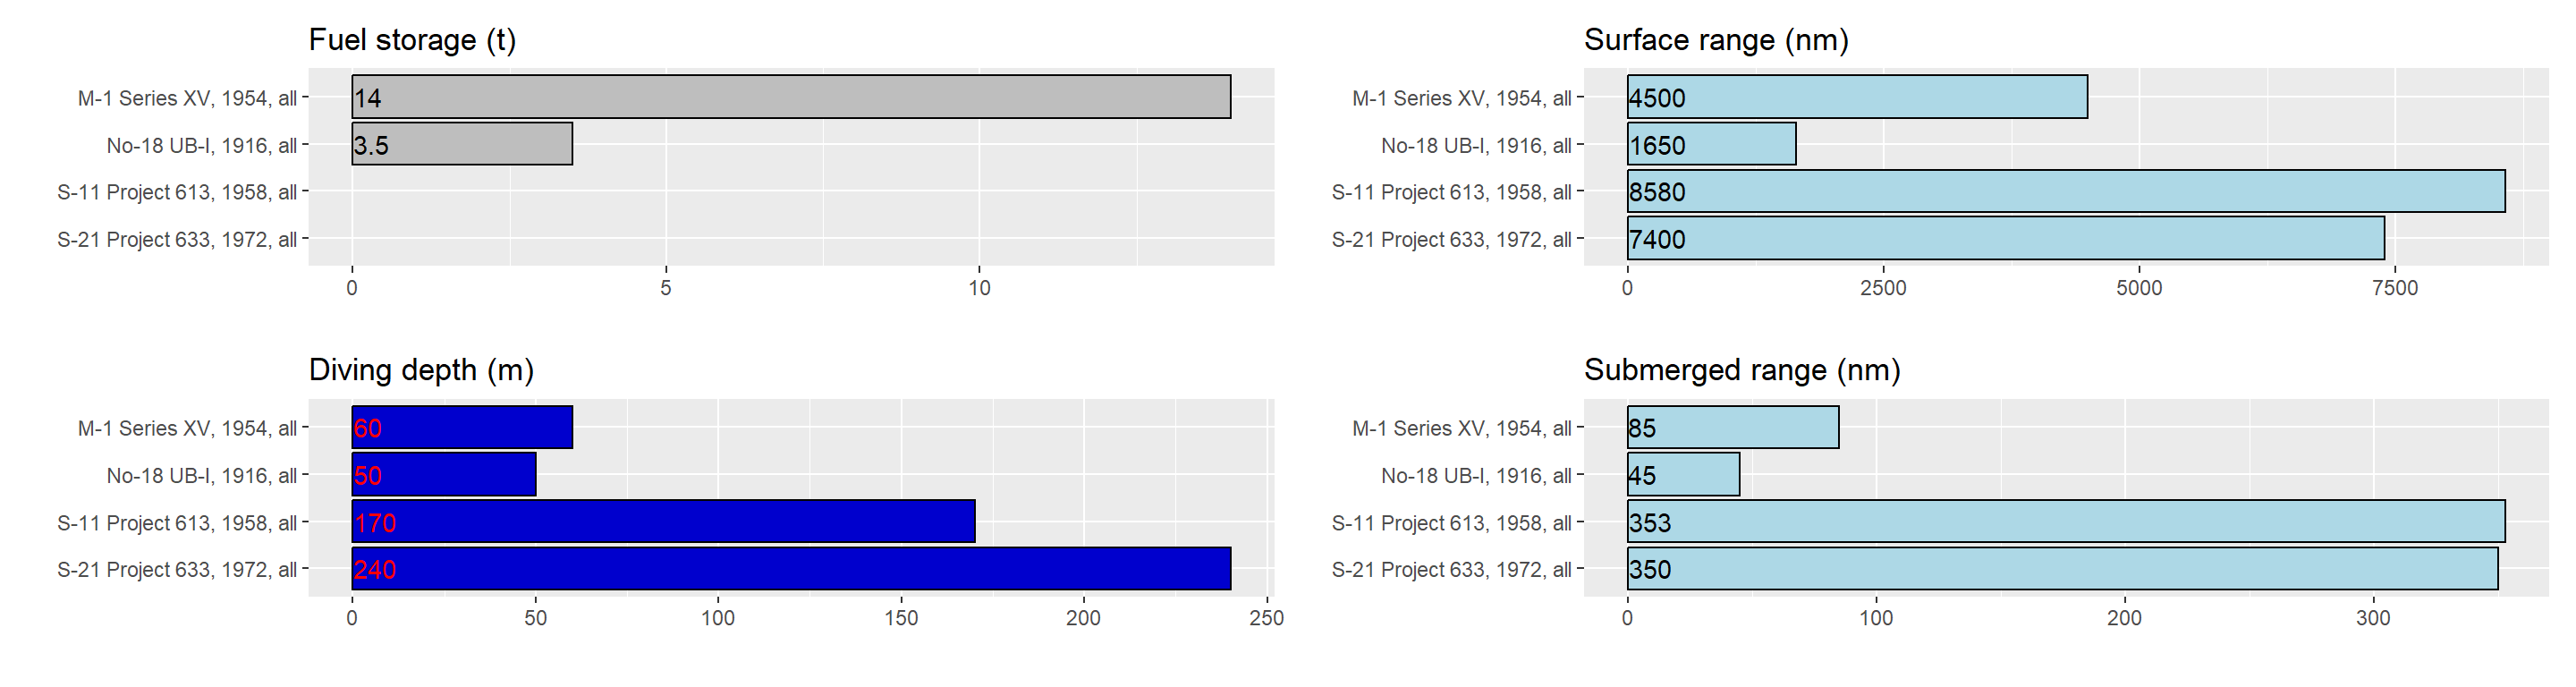 Fuel storage (t)
M-1 Series XV, 1954, all
14
No-18 UB-I, 1916, all
3.5
S-11 Project 613, 1958, all
S-21 Project 633, 1972, all
0 5 10
Surface range (nm)
M-1 Series XV, 1954, all
4500
No-18 UB-I, 1916, all
1650
S-11 Project 613, 1958, all
8580
S-21 Project 633, 1972, all
7400
0 2500 5000 7500
Diving depth (m)
M-1 Series XV, 1954, all
60
No-18 UB-I, 1916, all
50
S-11 Project 613, 1958, all
170
S-21 Project 633, 1972, all
240
0 50 100 150 200 250
Submerged range (nm)
M-1 Series XV, 1954, all
85
No-18 UB-I, 1916, all
45
S-11 Project 613, 1958, all
353
S-21 Project 633, 1972, all
350
0 100 200 300